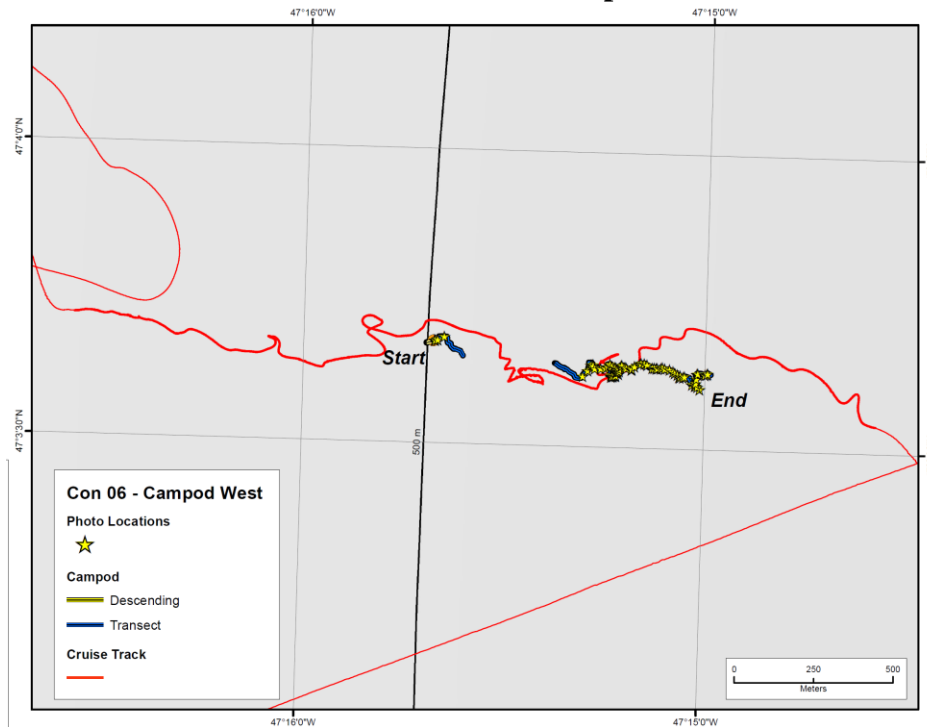 47°16'0"W
47°15'0"W
47°4'0"N
Start
End
47°3'30"N
500 m
Con 06 - Campod West
Photo Locations
Campod
Descending
Transect
Cruise Track
0 250 500
Meters
47°16'0"W
47°15'0"W